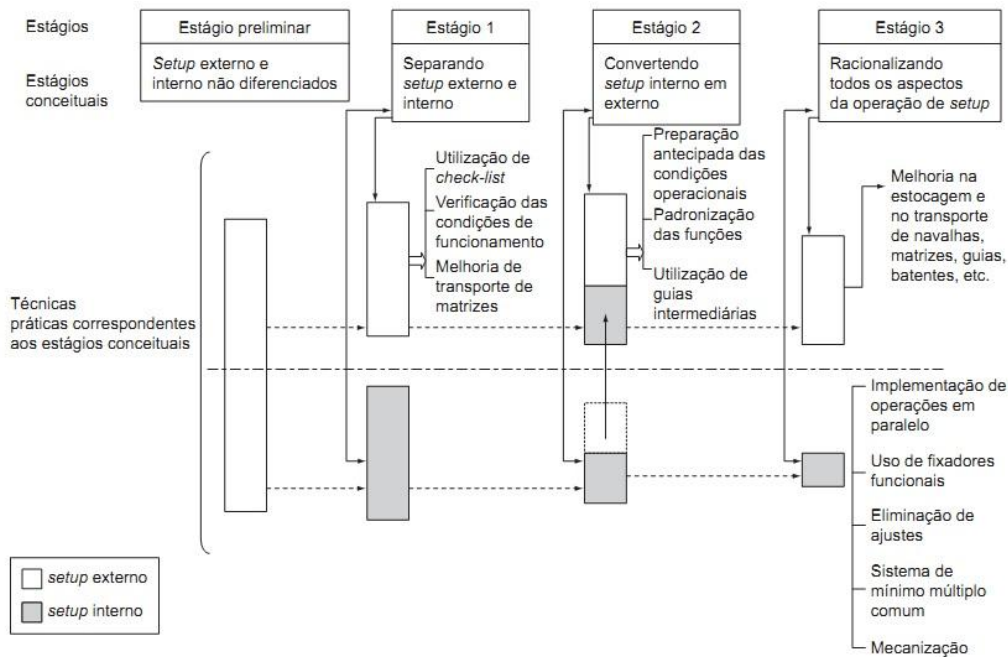 Estágios
Estágio preliminar
Estágio 1
Estágio 2
Estágio 3
Estágios
conceituais
Setup externo e
interno não diferenciados
Separando
setup externo e
interno
Convertendo
setup interno em
externo
Racionalizando
todos os aspectos
da operação de setup
Técnicas
práticas correspondentes
aos estágios conceituais
Utilização de
check-list
Verificação das
condições de
funcionamento
Melhoria de
transporte de
matrizes
Preparação
antecipada das
condições
operacionais
Padronização
das funções
Utilização de
guias
intermediárias
Melhoria na
estocagem e
no transporte
de navalhas,
matrizes, guias,
batentes, etc.
Implementação de
operações em
paralelo
Uso de fixadores
funcionais
Eliminação de
ajustes
Sistema de
mínimo múltiplo
comum
Mecanização
setup externo
setup interno